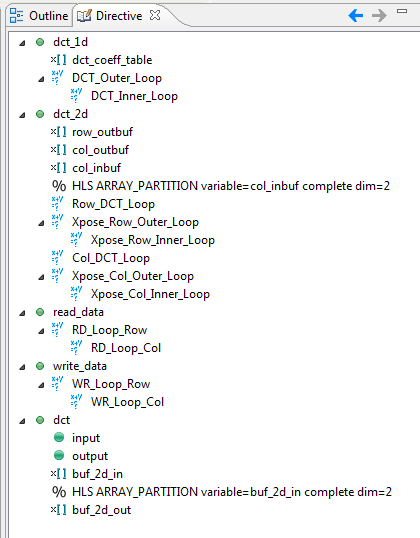 Outline Directive
dct_1d
dct_coeff_table
DCT_Outer_Loop
DCT_Inner_Loop
dct_2d
row_outbuf
col_outbuf
col_inbuf
% HLS ARRAY_PARTITION variable=col_inbuf complete dim=2
Row_DCT_Loop
Xpose_Row_Outer_Loop
Xpose_Row_Inner_Loop
Col_DCT_Loop
Xpose_Col_Outer_Loop
Xpose_Col_Inner_Loop
read_data
RD_Loop_Row
RD_Loop_Col
write_data
WR_Loop_Row
WR_Loop_Col
dct
input
output
buf_2d_in
% HLS ARRAY_PARTITION variable=buf_2d_in complete dim=2
buf_2d_out